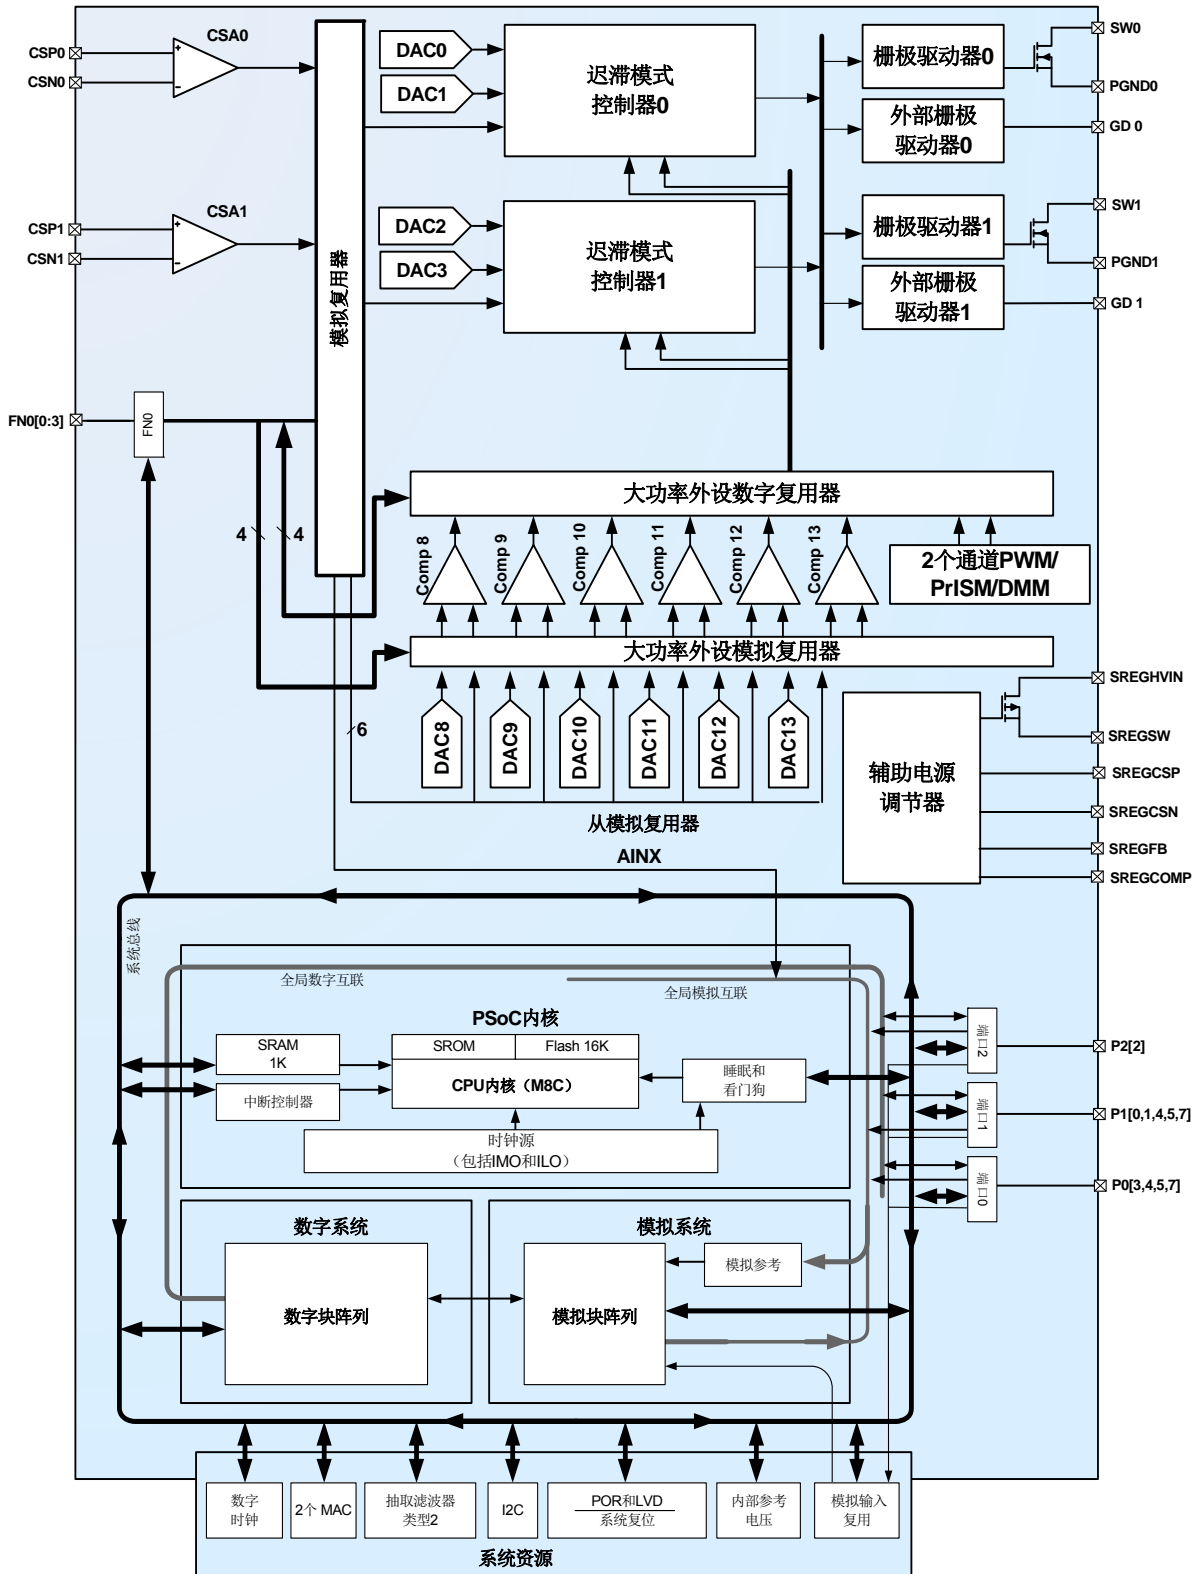 CSP0
CSN0
CSA0
CSP1
CSN1
CSA1
模拟复用器
DAC0
DAC1
迟滞模式
控制器0
DAC2
DAC3
迟滞模式
控制器1
栅极驱动器0
外部栅极
驱动器0
栅极驱动器1
外部栅极
驱动器1
SW0
PGND0
GD 0
SW1
PGND1
GD 1
FN0[0:3]
FN0
4
4
大功率外设数字复用器
Comp 8
Comp 9
Comp 10
Comp 11
Comp 12
Comp 13
2个通道PWM/
PrISM/DMM
大功率外设模拟复用器
6
DAC8
DAC9
DAC10
DAC11
DAC12
DAC13
从模拟复用器
AINX
辅助电源
调节器
SREGHVIN
SREGSW
SREGCSP
SREGCSN
SREGFB
SREGCOMP
系统总线
全局数字互联
全局模拟互联
PSoC内核
SRAM
1K
SROM
Flash 16K
CPU内核（M8C）
中断控制器
睡眠和
看门狗
时钟源
（包括IMO和ILO）
端口2
端口1
端口0
P2[2]
P1[0,1,4,5,7]
P0[3,4,5,7]
数字系统
数字块阵列
模拟系统
模拟块阵列
模拟参考
数字
时钟
2个 MAC
抽取滤波器
类型2
I2C
POR和LVD
系统复位
内部参考
电压
模拟输入
复用
系统资源